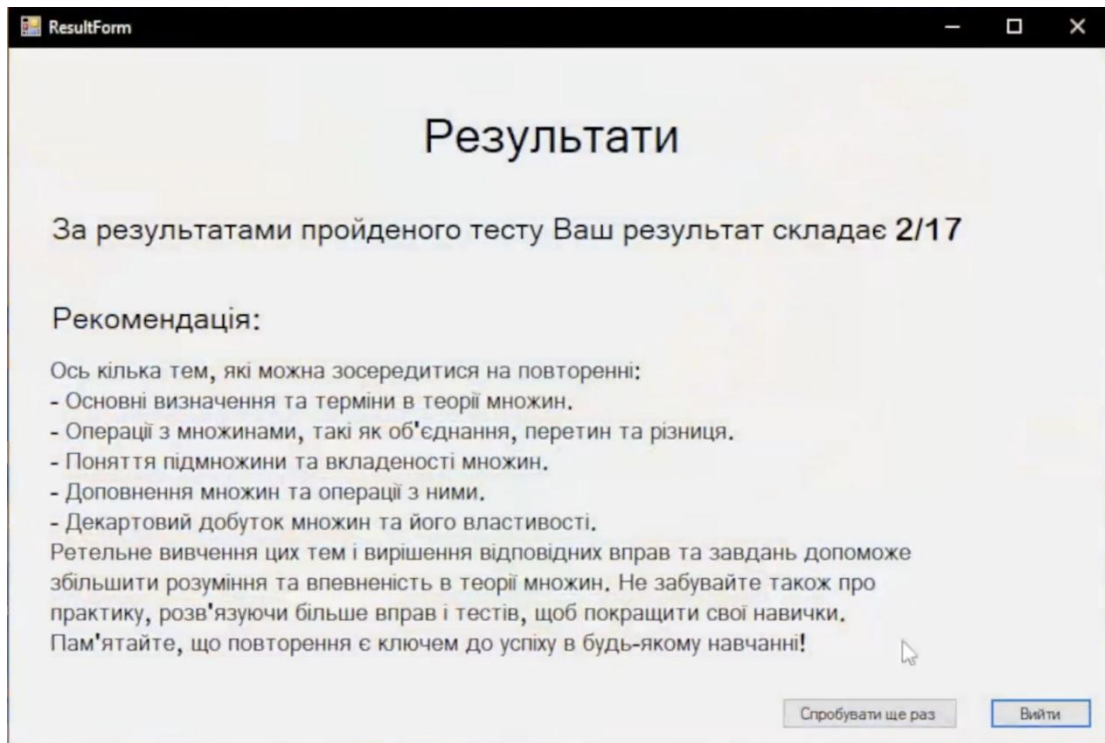 ResultForm
Результати
За результатами пройденого тесту Ваш результат складає 2/17
Рекомендація:
Ось кілька тем, які можна зосередитися на повторенні:
- Основні визначення та терміни в теорії множин.
- Операції з множинами, такі як об'єднання, перетин та різниця.
- Поняття підмножини та вкладеності множин.
- Доповнення множин та операції з ними.
- Декартовий добуток множин та його властивості.
Ретельне вивчення цих тем і вирішення відповідних вправ та завдань допоможе
збільшити розуміння та впевненість в теорії множин. Не забувайте також про
практику, розв'язуючи більше вправ і тестів, щоб покращити свої навички.
Пам'ятайте, що повторення є ключем до успіху в будь-якому навчанні!
Спробувати ще раз
Вийти